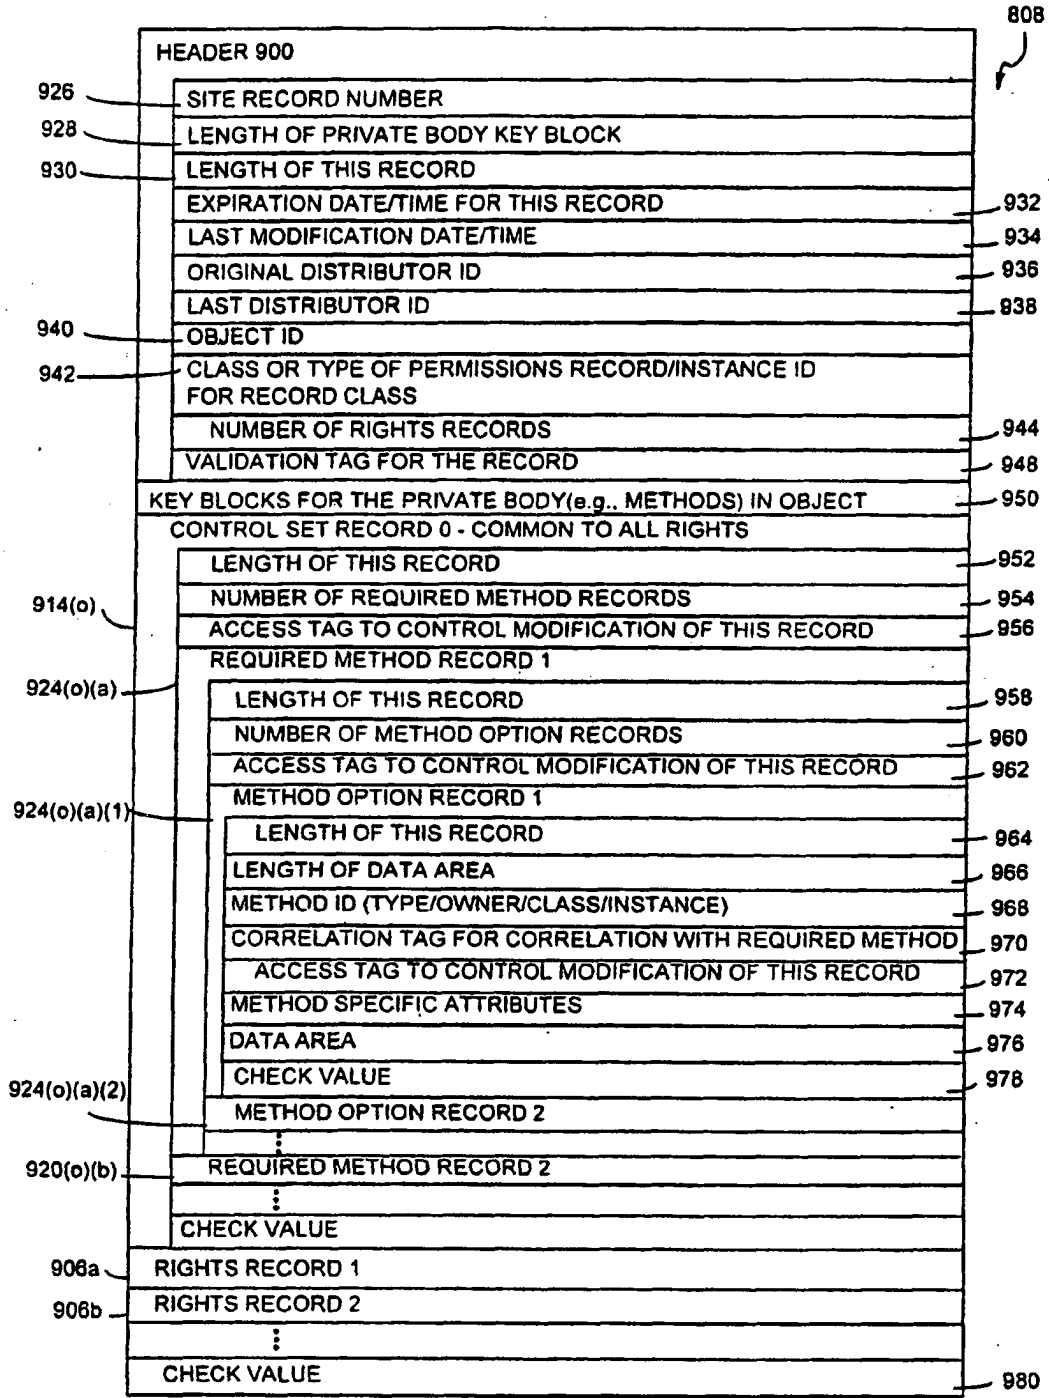 808
HEADER 900
926 SITE RECORD NUMBER
928 LENGTH OF PRIVATE BODY KEY BLOCK
930 LENGTH OF THIS RECORD
EXPIRATION DATE/TIME FOR THIS RECORD 932
LAST MODIFICATION DATE/TIME 934
ORIGINAL DISTRIBUTOR ID 936
LAST DISTRIBUTOR ID 938
940 OBJECT ID
942 CLASS OR TYPE OF PERMISSIONS RECORD/INSTANCE ID
FOR RECORD CLASS
NUMBER OF RIGHTS RECORDS 944
VALIDATION TAG FOR THE RECORD 948
KEY BLOCKS FOR THE PRIVATE BODY(e.g., METHODS) IN OBJECT 950
CONTROL SET RECORD 0 - COMMON TO ALL RIGHTS
LENGTH OF THIS RECORD 952
914(o) NUMBER OF REQUIRED METHOD RECORDS 954
ACCESS TAG TO CONTROL MODIFICATION OF THIS RECORD 956
REQUIRED METHOD RECORD 1
924(o)(a) LENGTH OF THIS RECORD 958
NUMBER OF METHOD OPTION RECORDS 960
ACCESS TAG TO CONTROL MODIFICATION OF THIS RECORD 962
924(o)(a)(1) METHOD OPTION RECORD 1
LENGTH OF THIS RECORD 964
LENGTH OF DATA AREA 966
METHOD ID (TYPE/OWNER/CLASS/INSTANCE) 968
CORRELATION TAG FOR CORRELATION WITH REQUIRED METHOD 970
ACCESS TAG TO CONTROL MODIFICATION OF THIS RECORD 972
METHOD SPECIFIC ATTRIBUTES 974
DATA AREA 976
CHECK VALUE 978
924(o)(a)(2) METHOD OPTION RECORD 2
920(o)(b) REQUIRED METHOD RECORD 2
CHECK VALUE
906a RIGHTS RECORD 1
906b RIGHTS RECORD 2
CHECK VALUE 980